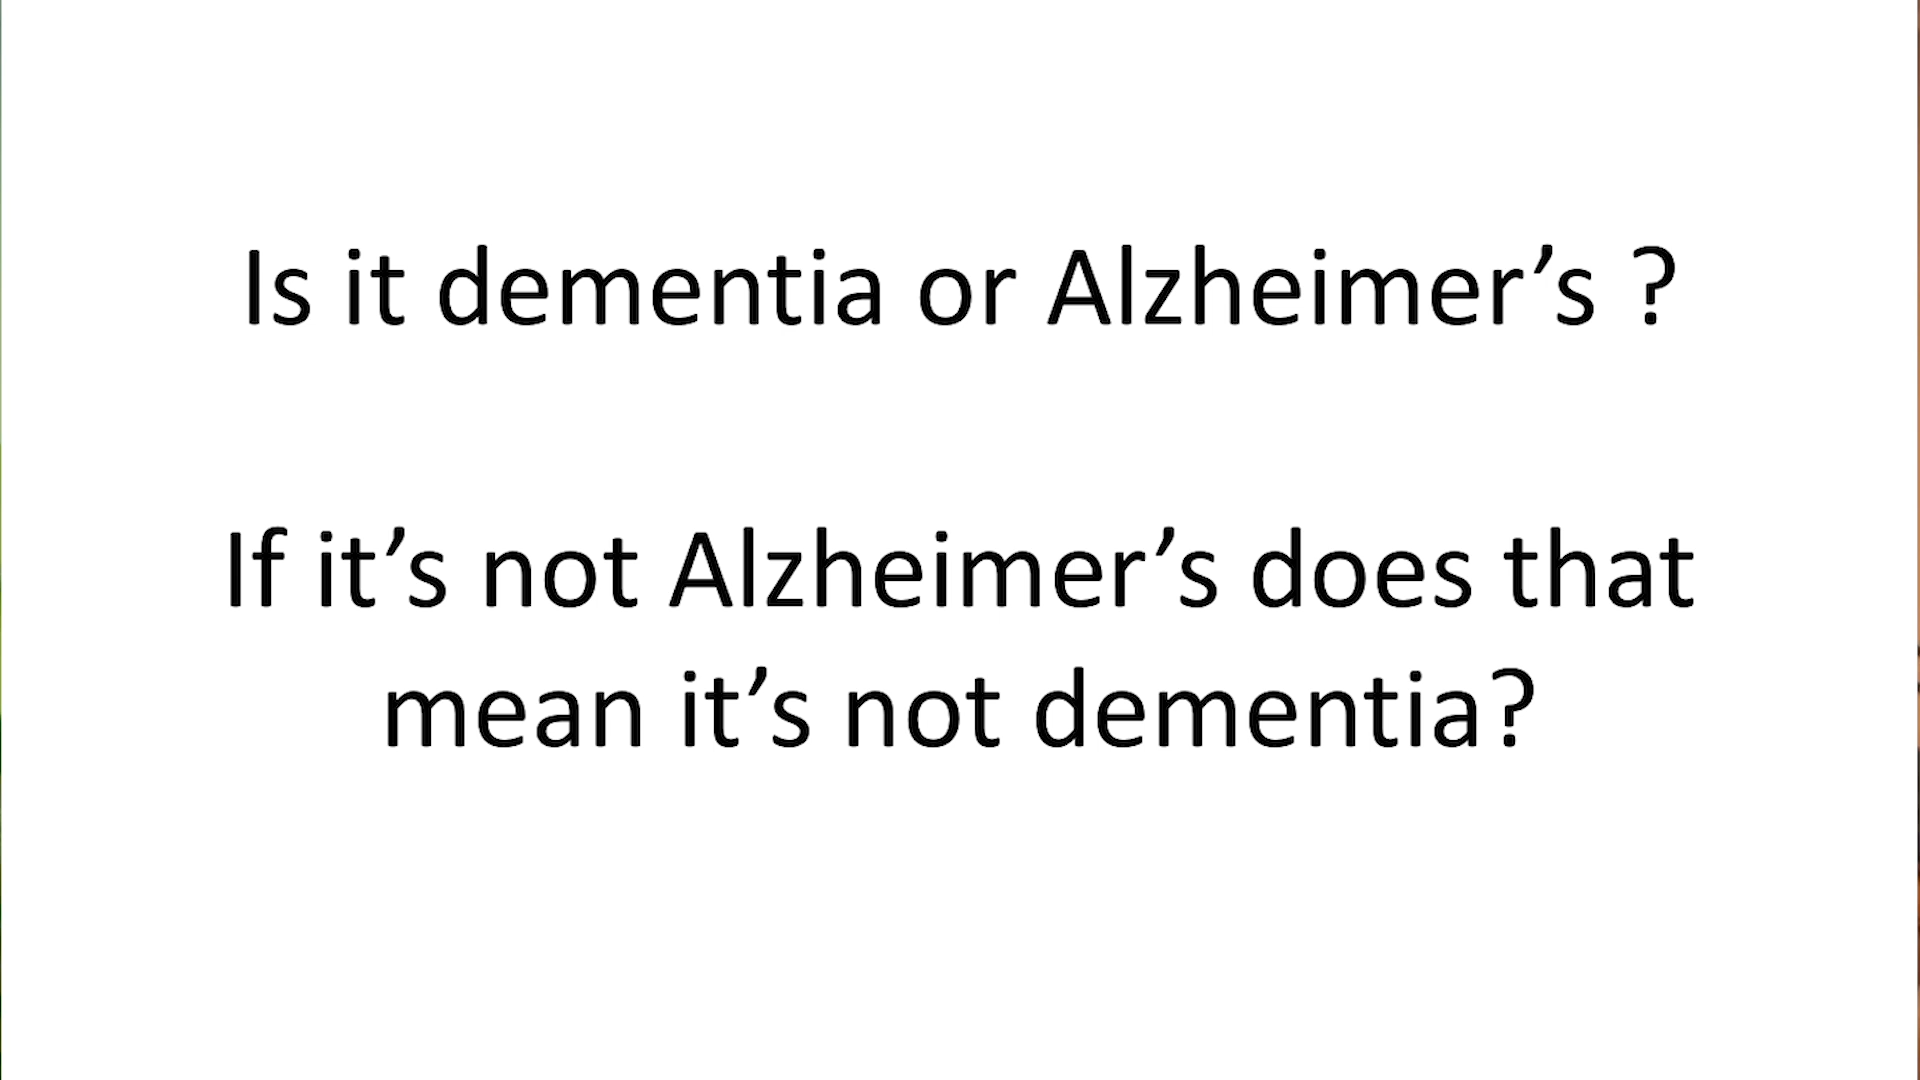 Is it dementia or Alzheimer’s ?
If it’s not Alzheimer’s does that
mean it’s not dementia?